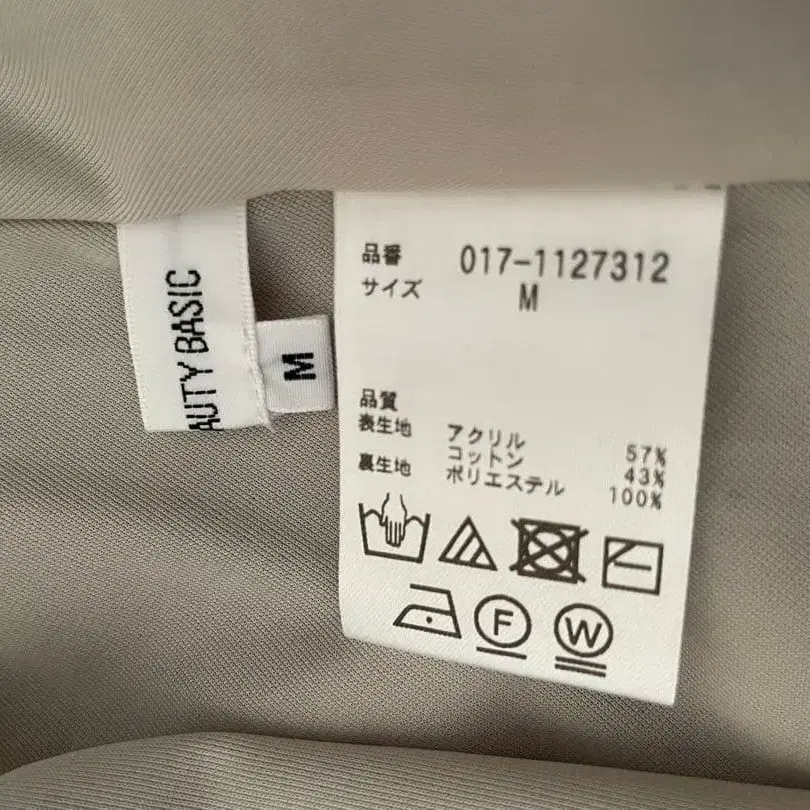 AUTY BASIC
M
品番 017-1127312
サイズ M
品質
表生地 アクリル 57%
コットン 43%
裏生地 ポリエステル 100%
F W